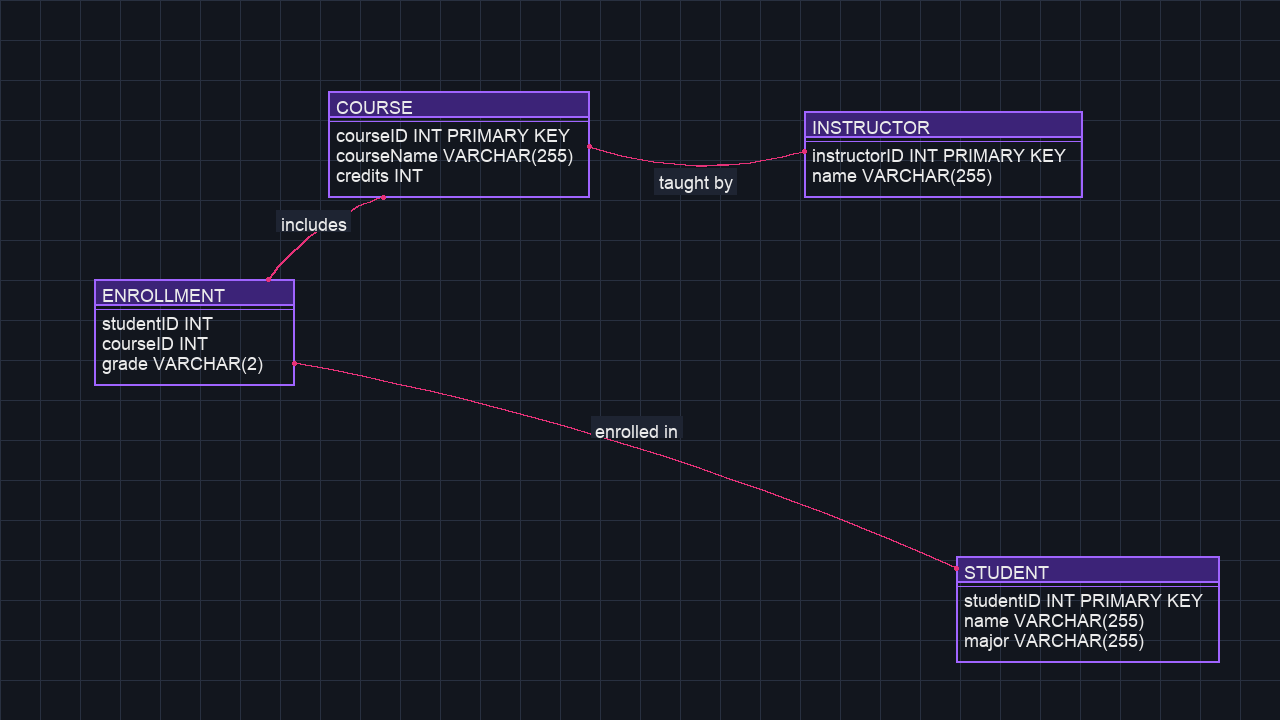 COURSE
courseID INT PRIMARY KEY
courseName VARCHAR(255)
credits INT
INSTRUCTOR
instructorID INT PRIMARY KEY
name VARCHAR(255)
taught by
includes
ENROLLMENT
studentID INT
courseID INT
grade VARCHAR(2)
enrolled in
STUDENT
studentID INT PRIMARY KEY
name VARCHAR(255)
major VARCHAR(255)